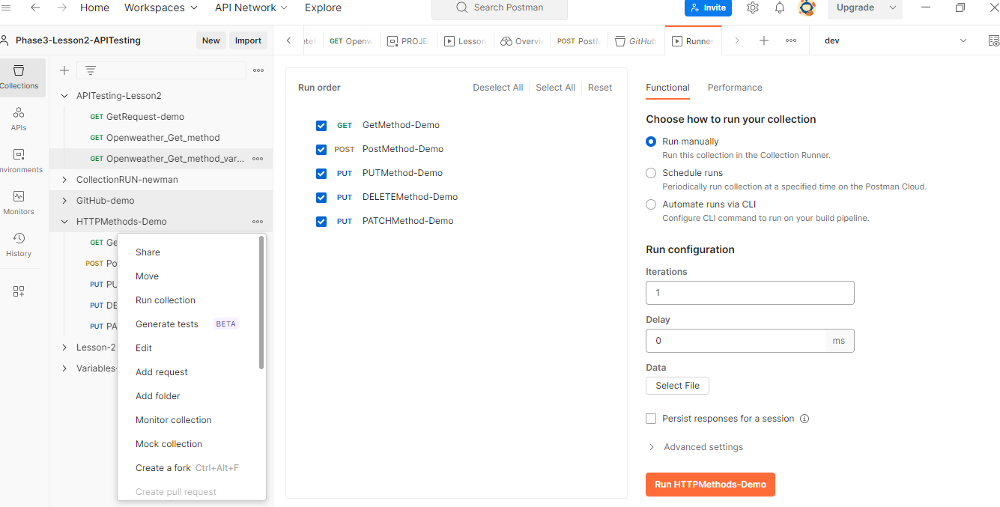 Home Workspaces API Network Explore Search Postman Invite Upgrade
Phase3-Lesson2-APITesting New Import
GET Openw PROJE Lesson Overvi POST PostM GitHub Runner dev
Collections
APIs
nvironments
Monitors
History
APITesting-Lesson2
GET GetRequest-demo
GET Openweather_Get_method
GET Openweather_Get_method_var...
CollectionRUN-newman
GitHub-demo
HTTPMethods-Demo
GET Ge
POST Po
PUT PU
PUT DE
PUT PA
Lesson-2
Variables-
Share
Move
Run collection
Generate tests BETA
Edit
Add request
Add folder
Monitor collection
Mock collection
Create a fork Ctrl+Alt+F
Create pull request
Run order Deselect All Select All Reset
GET GetMethod-Demo
POST PostMethod-Demo
PUT PUTMethod-Demo
PUT DELETEMethod-Demo
PUT PATCHMethod-Demo
Functional Performance
Choose how to run your collection
Run manually
Run this collection in the Collection Runner.
Schedule runs
Periodically run collection at a specified time on the Postman Cloud.
Automate runs via CLI
Configure CLI command to run on your build pipeline.
Run configuration
Iterations
1
Delay
0 ms
Data
Select File
Persist responses for a session
Advanced settings
Run HTTPMethods-Demo